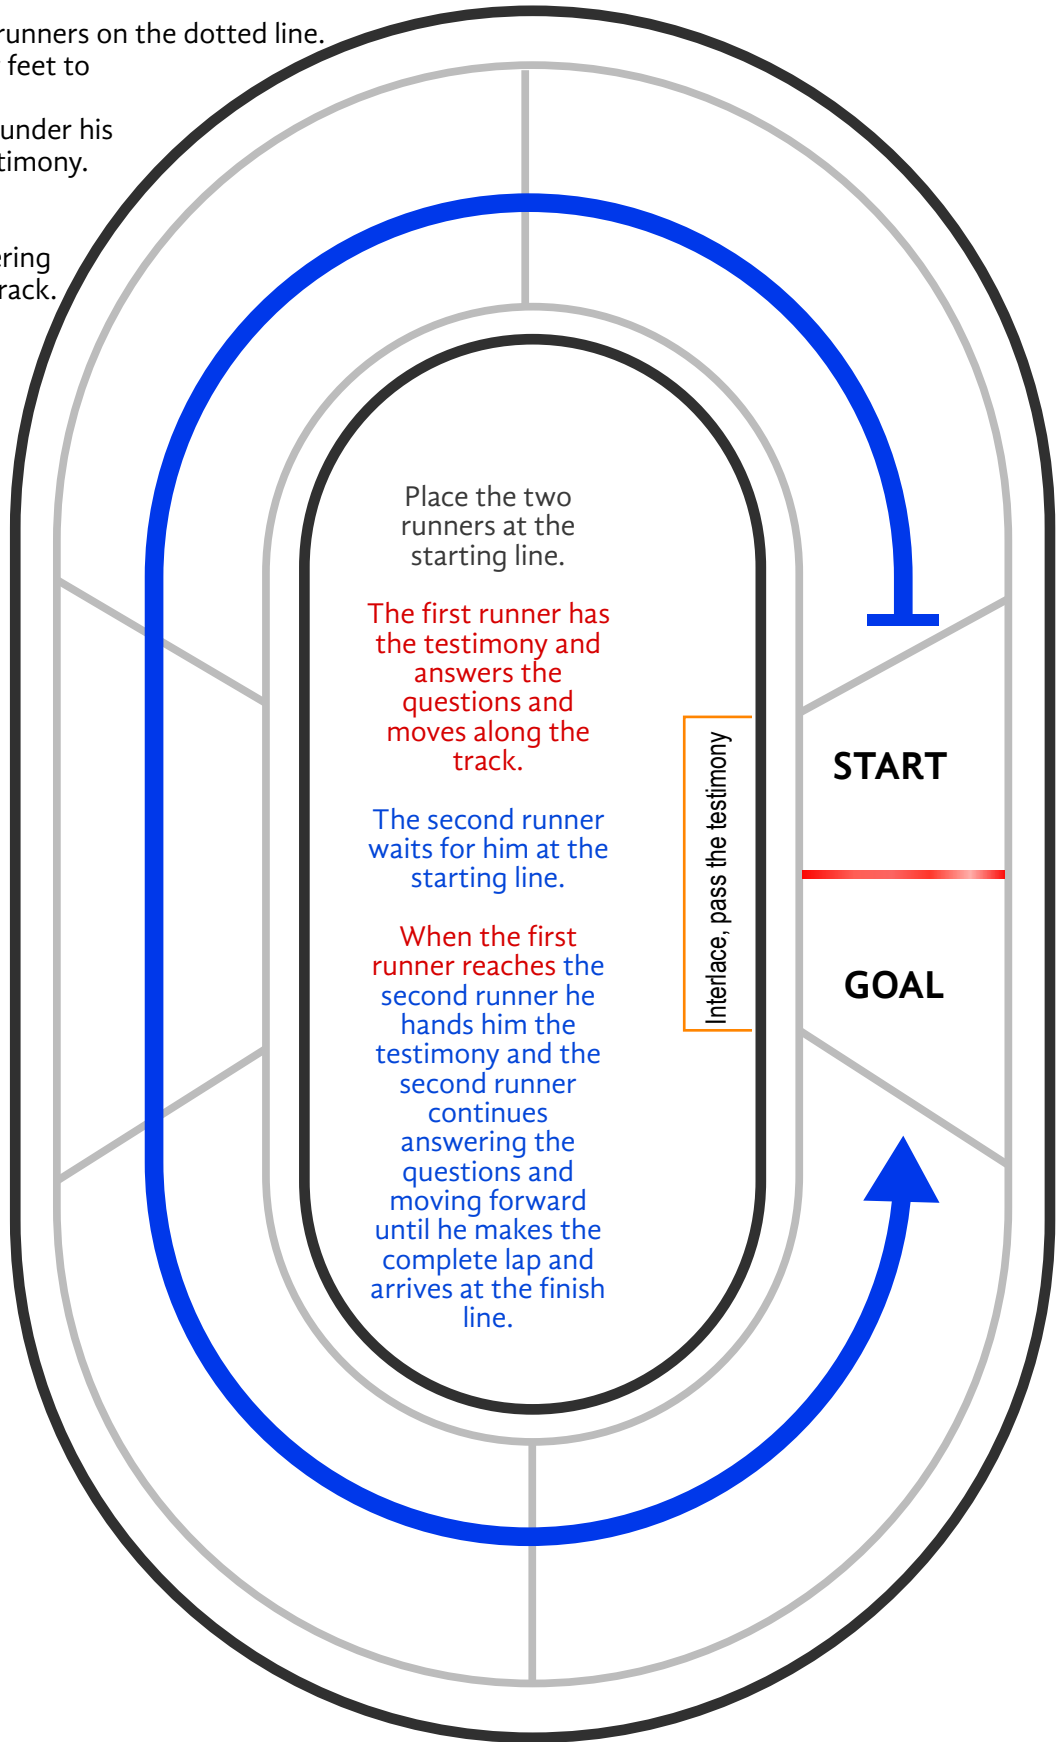 runners on the dotted line.
feet to
under his
timony.
ering
rack.
Place the two
runners at the
starting line.
The first runner has
the testimony and
answers the
questions and
moves along the
track.
The second runner
waits for him at the
starting line.
When the first
runner reaches the
second runner he
hands him the
testimony and the
second runner
continues
answering the
questions and
moving forward
until he makes the
complete lap and
arrives at the finish
line.
Interlace, pass the testimony
START
GOAL